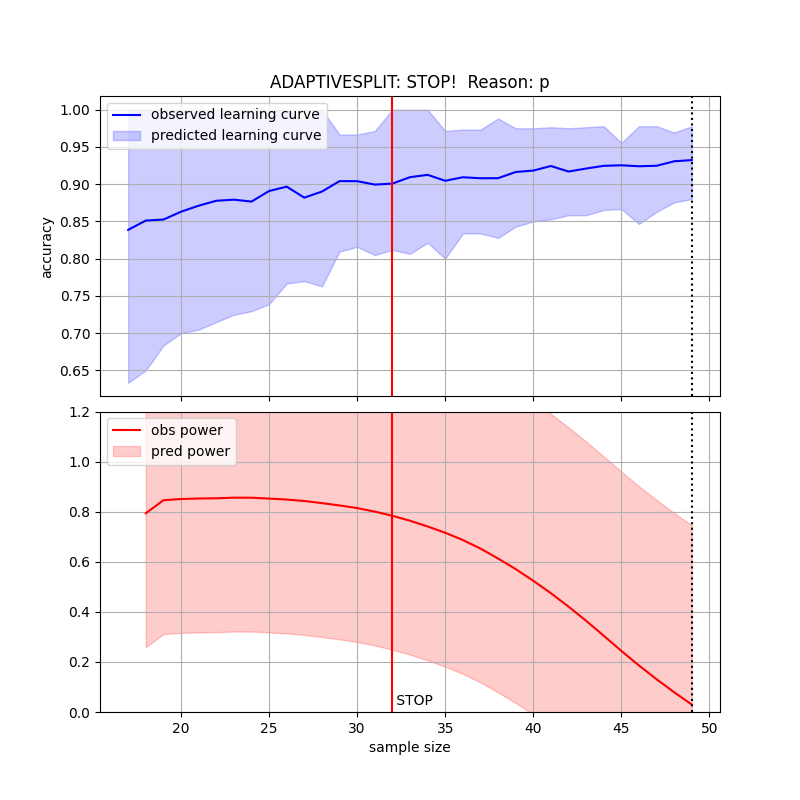 ADAPTIVESPLIT: STOP!  Reason: p
observed learning curve
predicted learning curve
accuracy
1.00
0.95
0.90
0.85
0.80
0.75
0.70
0.65
obs power
pred power
1.2
1.0
0.8
0.6
0.4
0.2
0.0
STOP
20 25 30 35 40 45 50
sample size